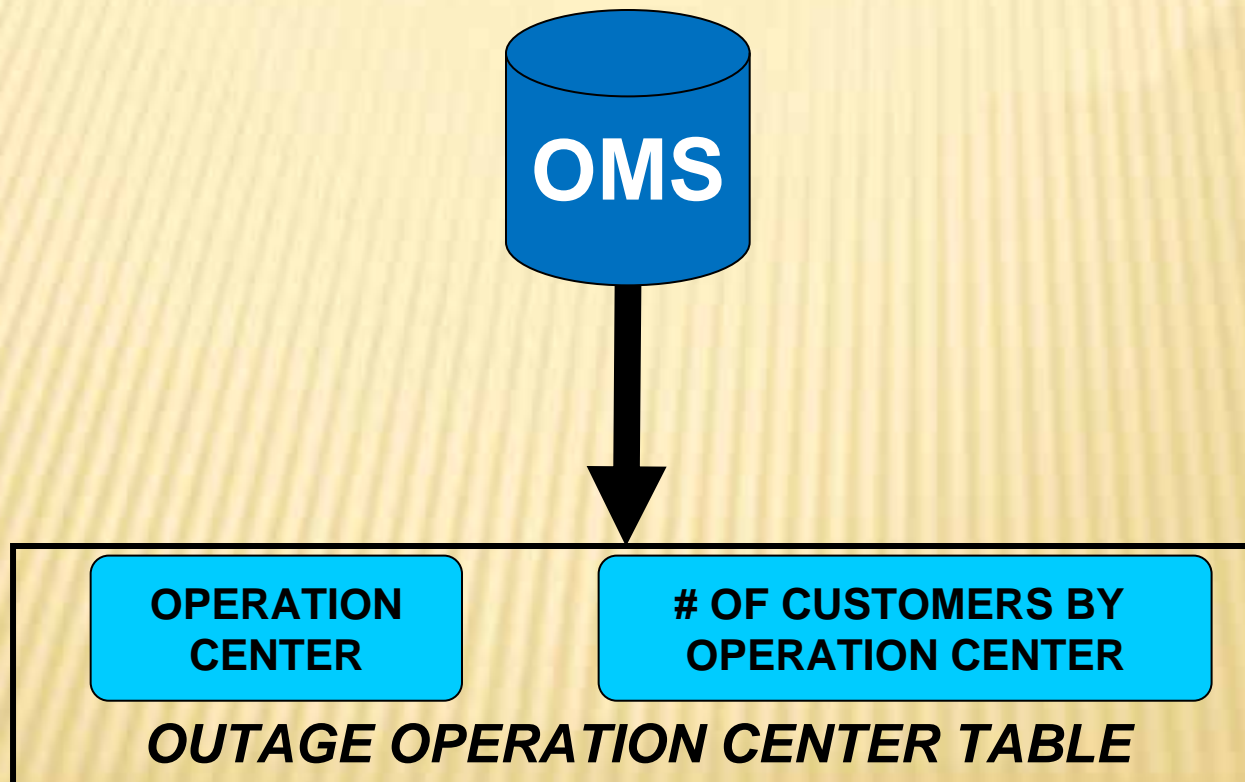 OMS
OPERATION
CENTER
# OF CUSTOMERS BY
OPERATION CENTER
OUTAGE OPERATION CENTER TABLE